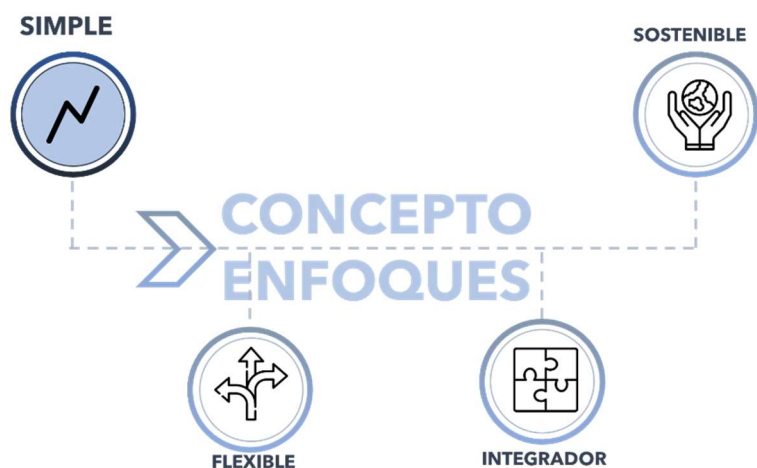 SIMPLE
SOSTENIBLE
CONCEPTO
ENFOQUES
FLEXIBLE
INTEGRADOR